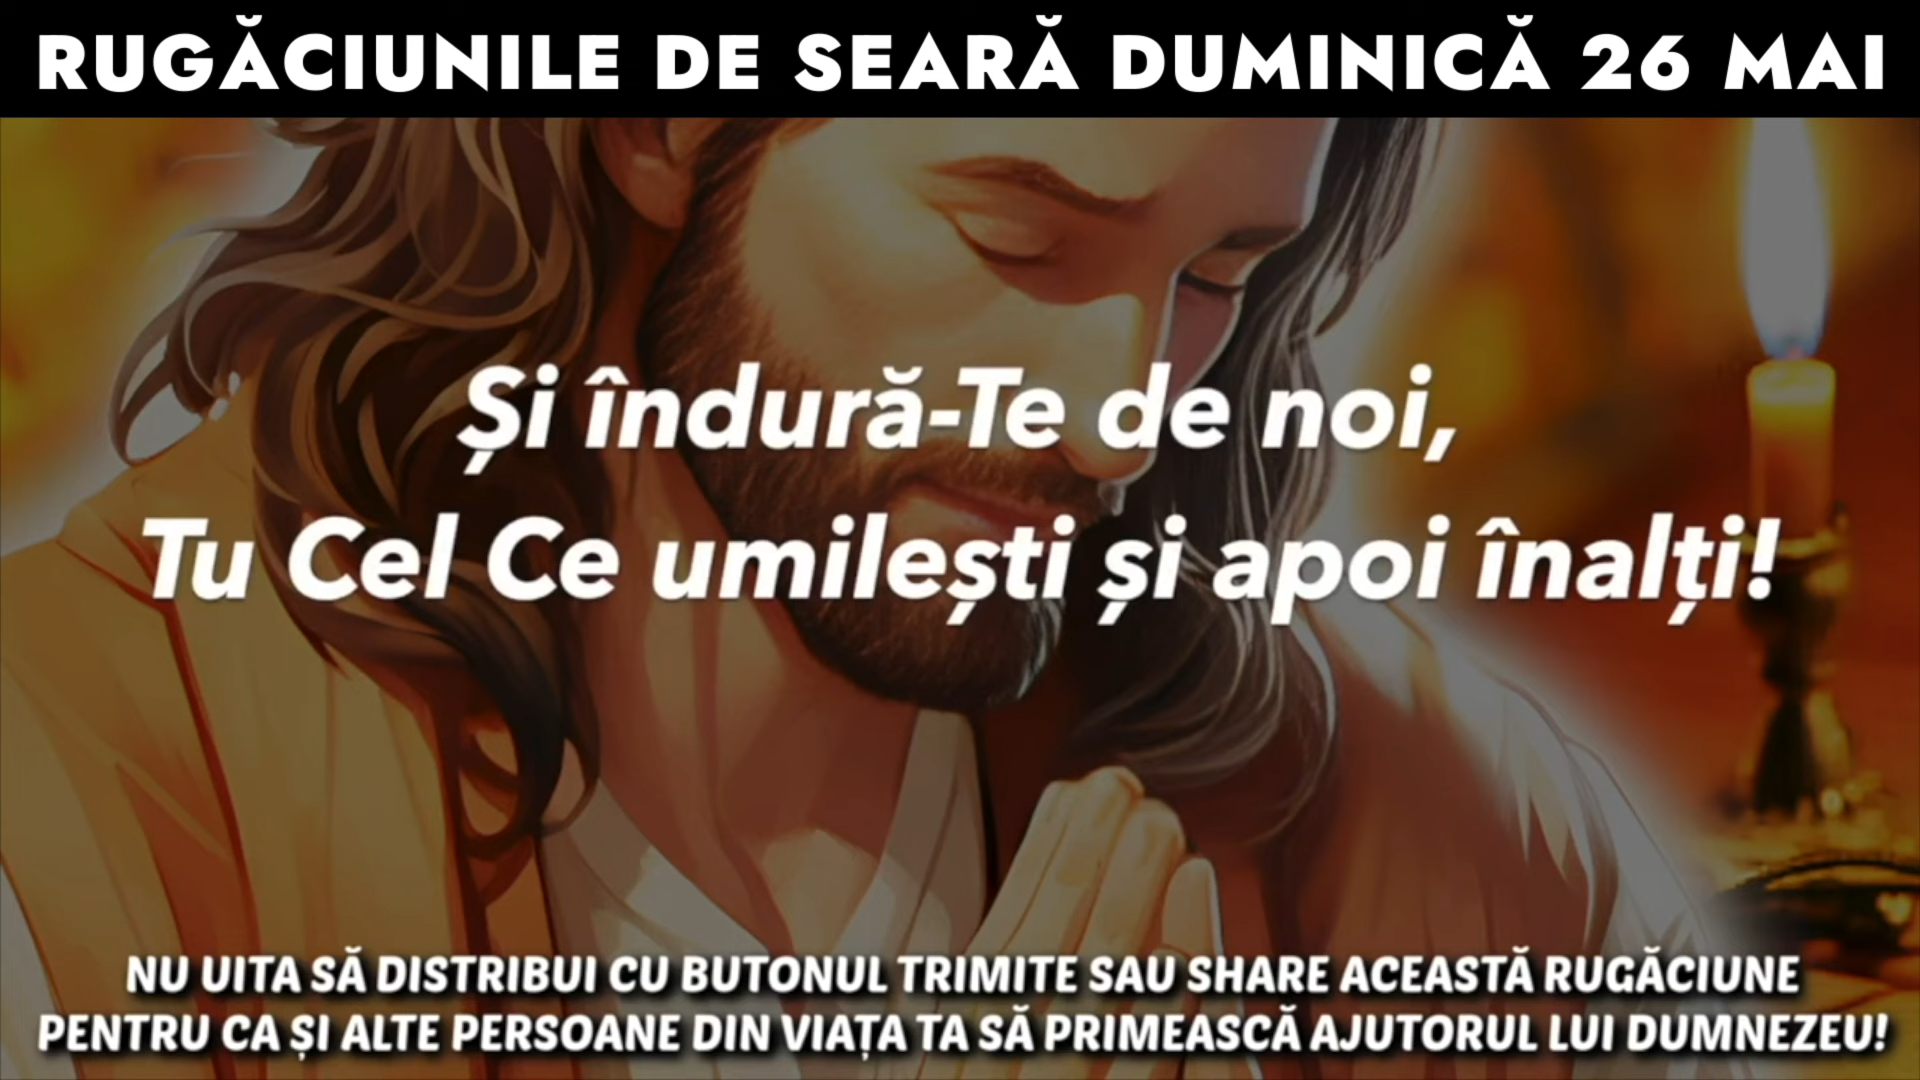 RUGĂCIUNILE DE SEARĂ DUMINICĂ 26 MAI
Și îndură-Te de noi,
Tu Cel Ce umilești și apoi înalți!
NU UITA SĂ DISTRIBUI CU BUTONUL TRIMITE SAU SHARE ACEASTĂ RUGĂCIUNE
PENTRU CA ȘI ALTE PERSOANE DIN VIAȚA TA SĂ PRIMEASCĂ AJUTORUL LUI DUMNEZEU!